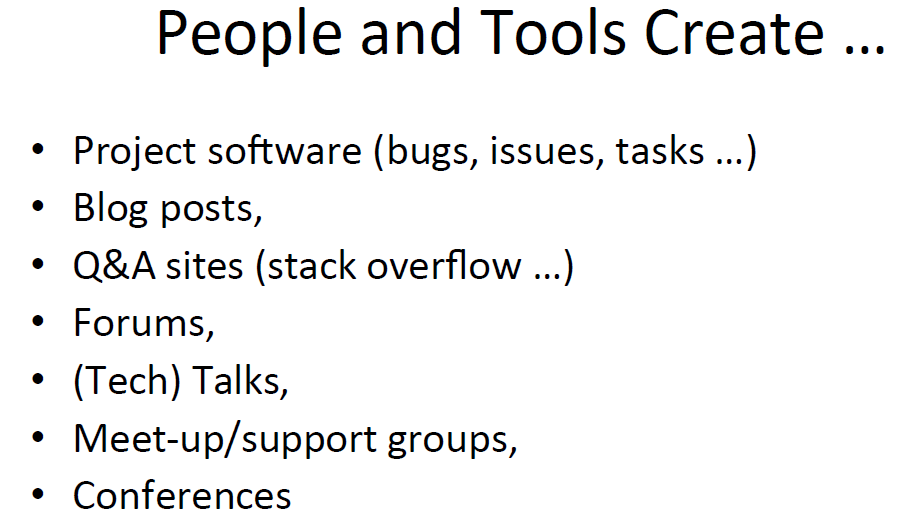 People and Tools Create …
• Project software (bugs, issues, tasks …)
• Blog posts,
• Q&A sites (stack overflow …)
• Forums,
• (Tech) Talks,
• Meet-up/support groups,
• Conferences